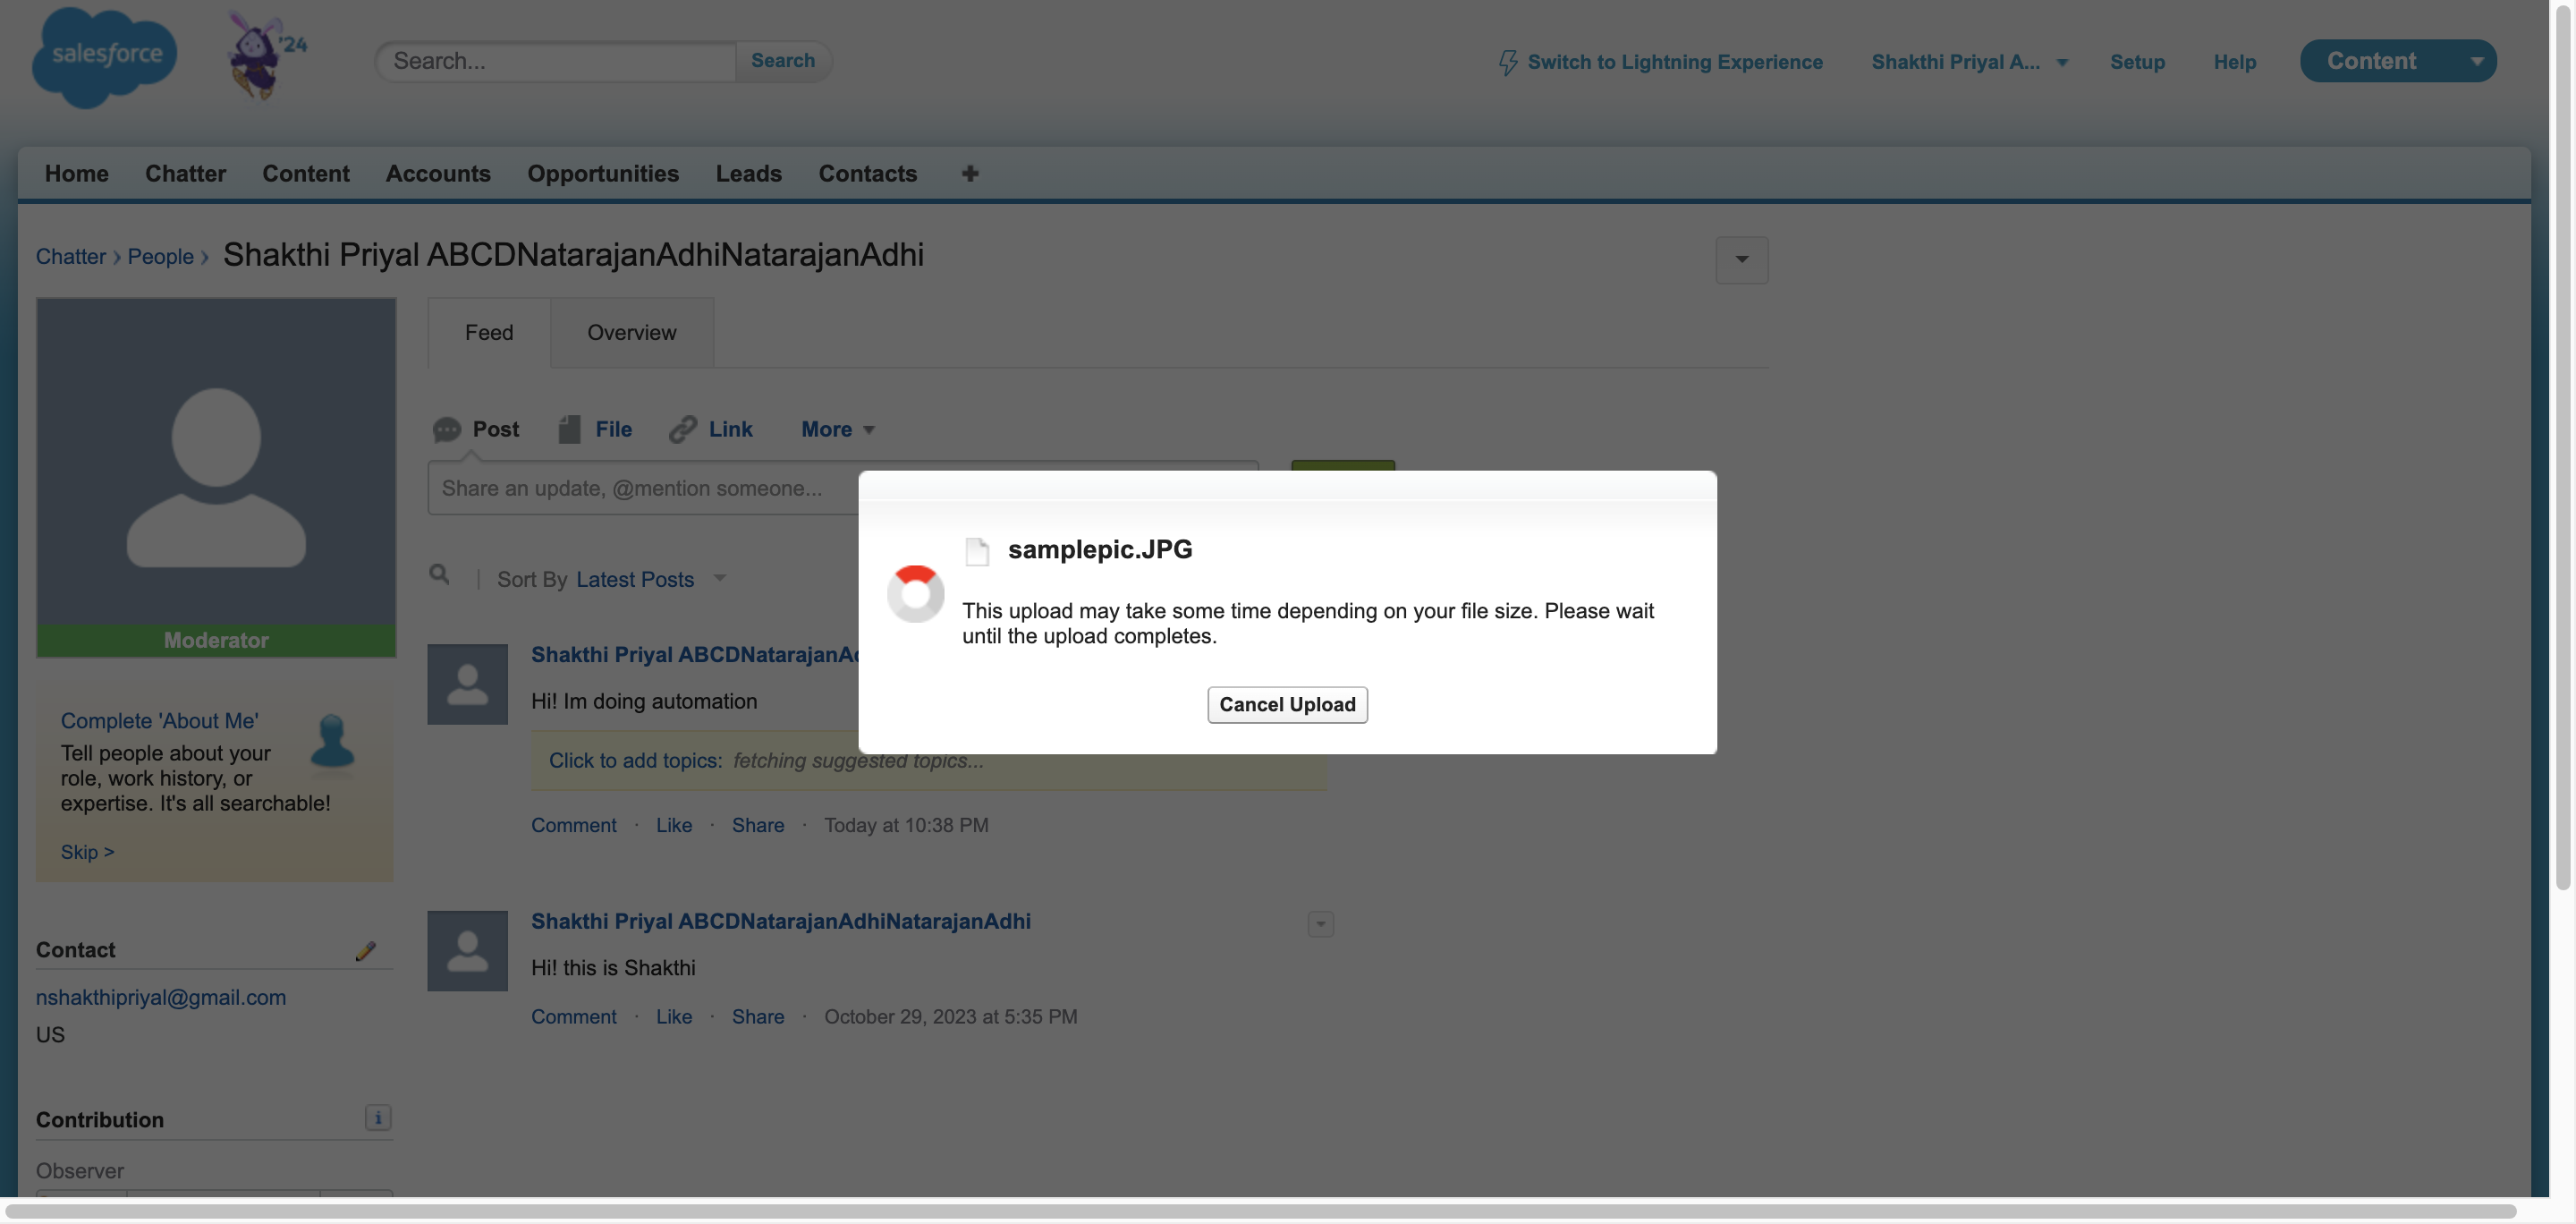 salesforce
'24
Search...
Search
Switch to Lightning Experience
Shakthi Priyal A...
Setup
Help
Content
Home
Chatter
Content
Accounts
Opportunities
Leads
Contacts
Chatter
People
Shakthi Priyal ABCDNatarajanAdhiNatarajanAdhi
Moderator
Complete 'About Me'
Tell people about your
role, work history, or
expertise. It's all searchable!
Skip >
Contact
nshakthipriyal@gmail.com
US
Contribution
Observer
Feed
Overview
Post
File
Link
More
Share an update, @mention someone...
| Sort By Latest Posts
Shakthi Priyal
Hi! Im doing automation
Click to add topics: fetching suggested topics...
Comment · Like · Share · Today at 10:38 PM
Shakthi Priyal ABCDNatarajanAdhiNatarajanAdhi
Hi! this is Shakthi
Comment · Like · Share · October 29, 2023 at 5:35 PM
samplepic.JPG
This upload may take some time depending on your file size. Please wait
until the upload completes.
Cancel Upload